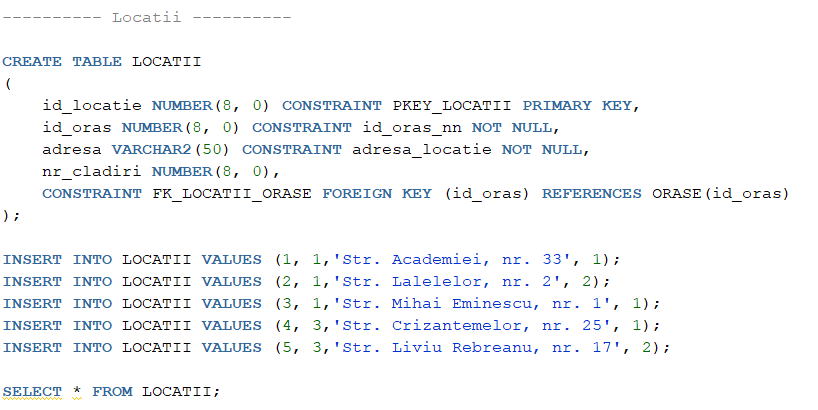 ---------- Locatii ----------
CREATE TABLE LOCATII
(
id_locatie NUMBER(8, 0) CONSTRAINT PKEY_LOCATII PRIMARY KEY,
id_oras NUMBER(8, 0) CONSTRAINT id_oras_nn NOT NULL,
adresa VARCHAR2(50) CONSTRAINT adresa_locatie NOT NULL,
nr_cladiri NUMBER(8, 0),
CONSTRAINT FK_LOCATII_ORASE FOREIGN KEY (id_oras) REFERENCES ORASE(id_oras)
);
INSERT INTO LOCATII VALUES (1, 1,'Str. Academiei, nr. 33', 1);
INSERT INTO LOCATII VALUES (2, 1,'Str. Lalelelor, nr. 2', 2);
INSERT INTO LOCATII VALUES (3, 1,'Str. Mihai Eminescu, nr. 1', 1);
INSERT INTO LOCATII VALUES (4, 3,'Str. Crizantemelor, nr. 25', 1);
INSERT INTO LOCATII VALUES (5, 3,'Str. Liviu Rebreanu, nr. 17', 2);
SELECT * FROM LOCATII;